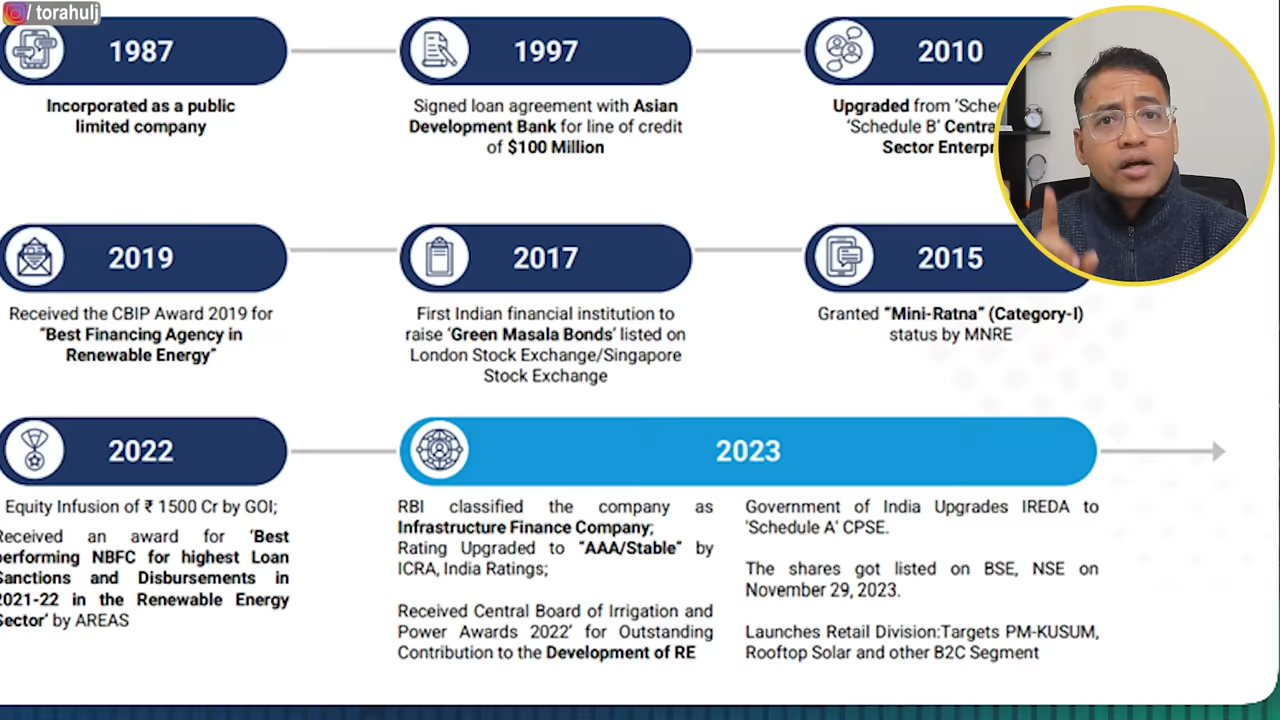 / torahulj
1987
1997
2010
Incorporated as a public
limited company
Signed loan agreement with Asian
Development Bank for line of credit
of $100 Million
Upgraded from
'Schedule B'
Sector
2019
2017
2015
Received the CBIP Award 2019 for
"Best Financing Agency in
Renewable Energy"
First Indian financial institution to
raise 'Green Masala Bonds' listed on
London Stock Exchange/Singapore
Stock Exchange
Granted "Mini-Ratna" (Category-I)
status by MNRE
2022
2023
Equity Infusion of ₹ 1500 Cr by GOI;
Received an award for 'Best
performing NBFC for highest Loan
Sanctions and Disbursements in
2021-22 in the Renewable Energy
Sector' by AREAS
RBI classified the company as
Infrastructure Finance Company;
Rating Upgraded to "AAA/Stable" by
ICRA, India Ratings;
Received Central Board of Irrigation and
Power Awards 2022' for Outstanding
Contribution to the Development of RE
Government of India Upgrades IREDA to
'Schedule A' CPSE.
The shares got listed on BSE, NSE on
November 29, 2023.
Launches Retail Division:Targets PM-KUSUM,
Rooftop Solar and other B2C Segment